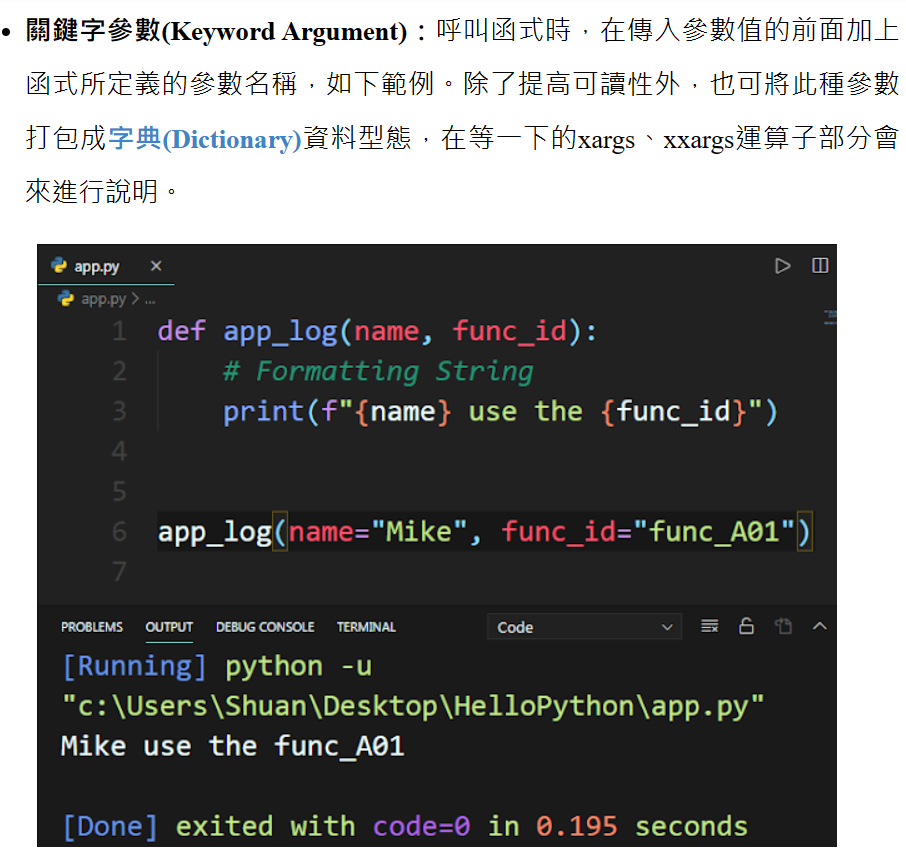 • 關鍵字參數(Keyword Argument)：呼叫函式時，在傳入參數值的前面加上
函式所定義的參數名稱，如下範例。除了提高可讀性外，也可將此種參數
打包成字典(Dictionary)資料型態，在等一下的xargs、xxargs運算子部分會
來進行說明。
app.py ×
app.py > ...
1 def app_log(name, func_id):
2     # Formatting String
3     print(f"{name} use the {func_id}")
4
5
6 app_log(name="Mike", func_id="func_A01")
7
PROBLEMS OUTPUT DEBUG CONSOLE TERMINAL Code
[Running] python -u
"c:\Users\Shuan\Desktop\HelloPython\app.py"
Mike use the func_A01
[Done] exited with code=0 in 0.195 seconds